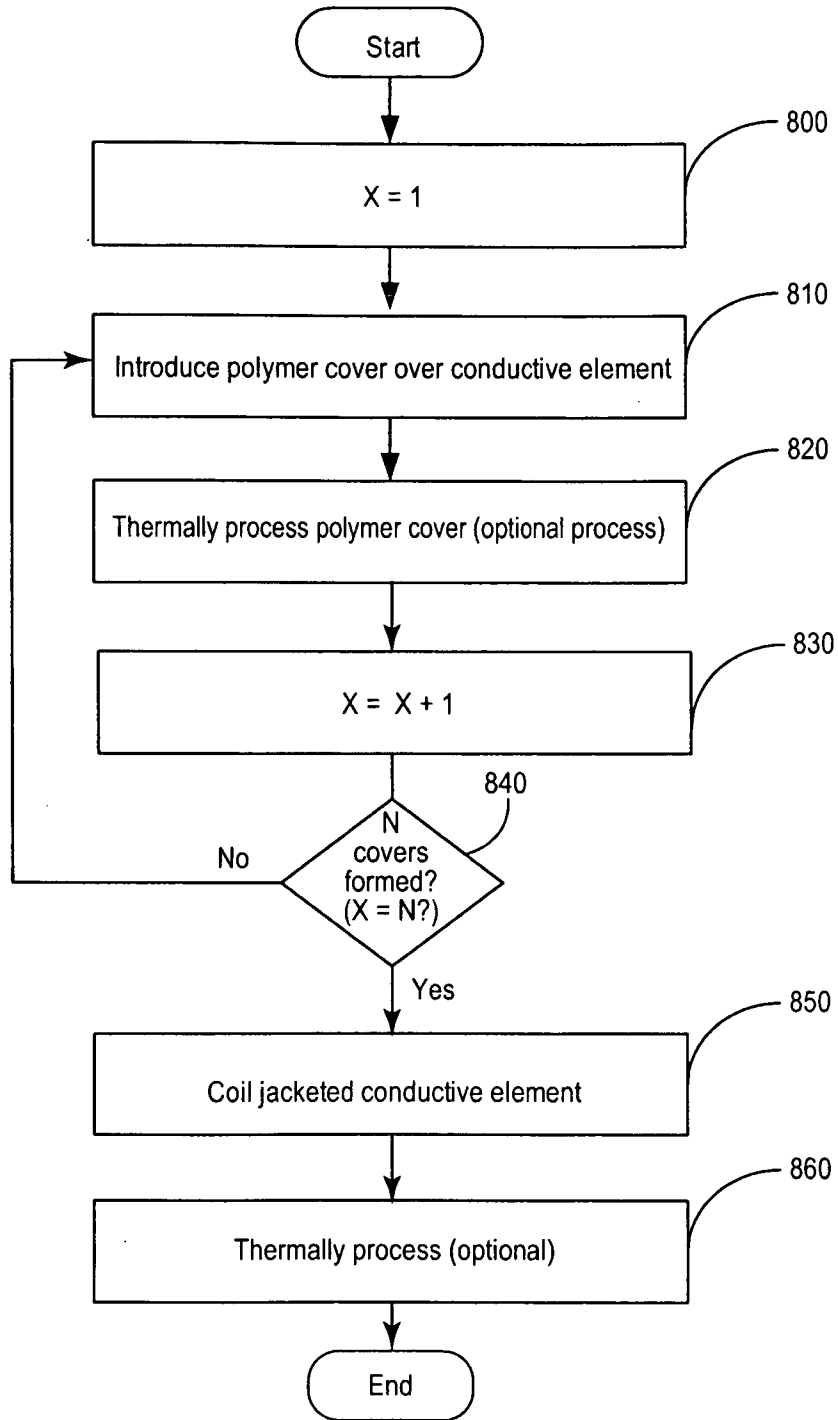 Start
800
X = 1
810
Introduce polymer cover over conductive element
820
Thermally process polymer cover (optional process)
830
X = X + 1
840
N
covers
formed?
(X = N?)
No
Yes
850
Coil jacketed conductive element
860
Thermally process (optional)
End